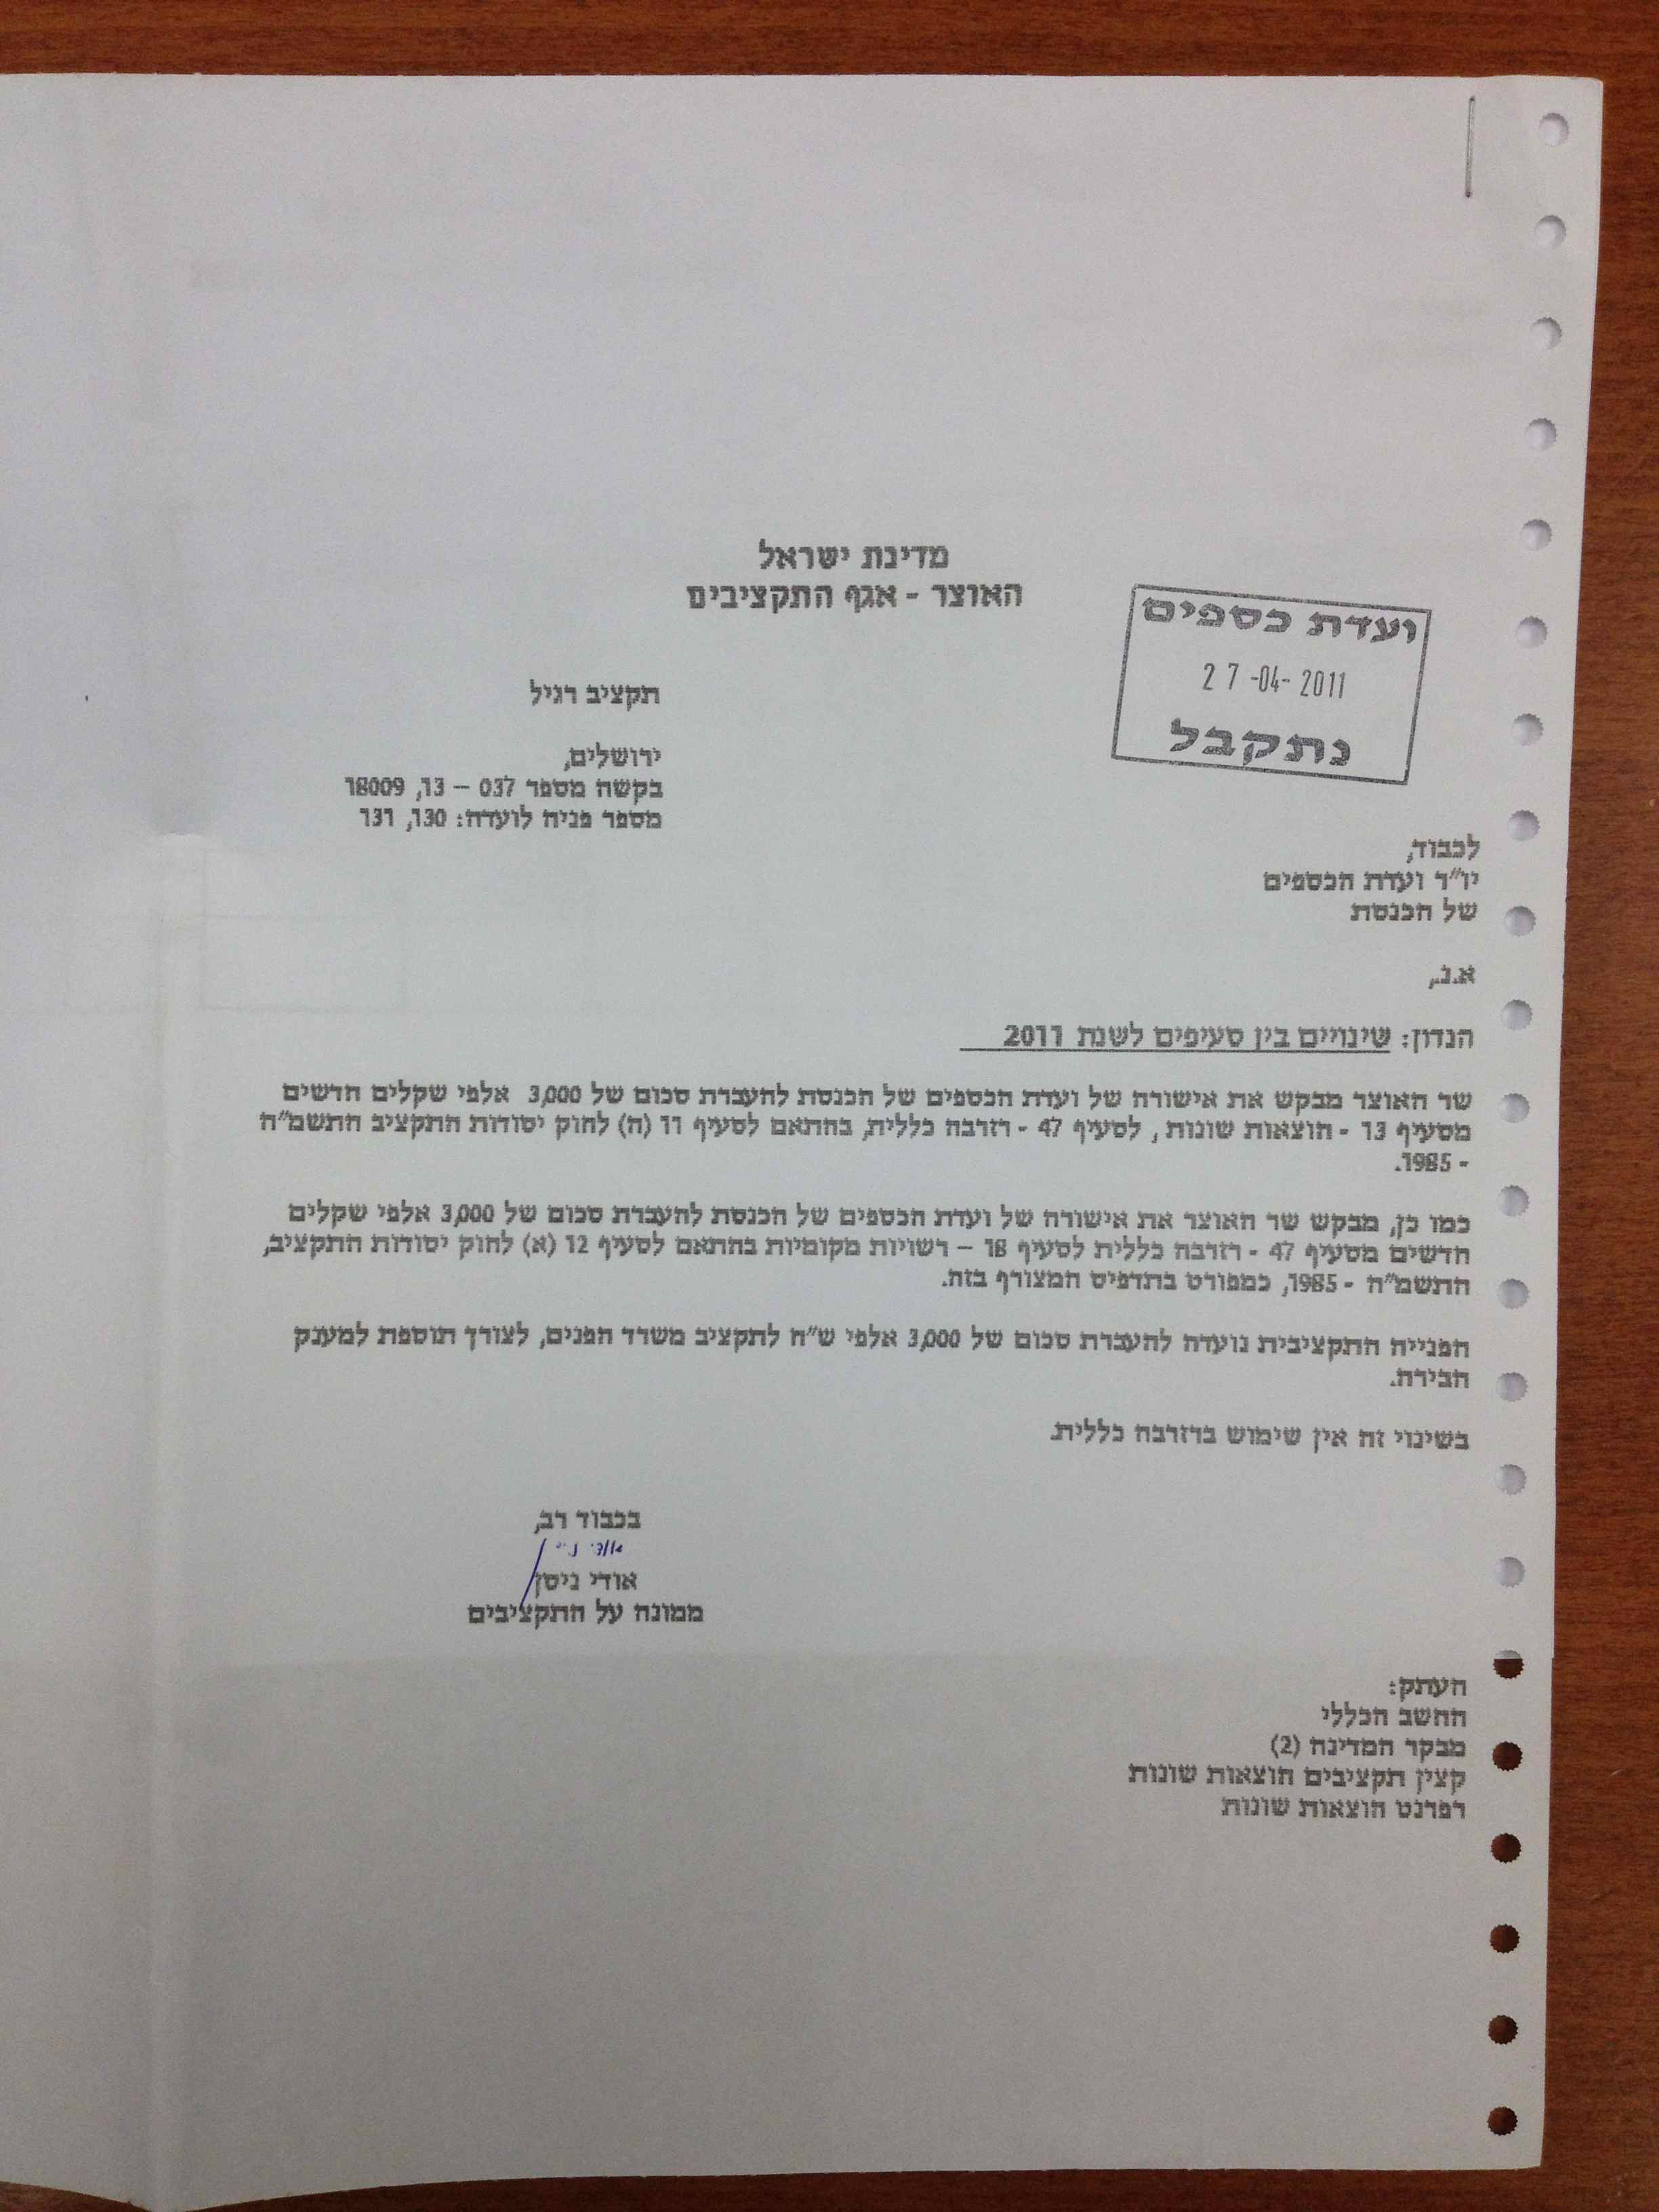 מדינת ישראל
האוצר - אגף התקציבים
ועדת כספים
27 -04- 2011
נתקבל
תקציב רגיל
ירושלים,
בקשה מספר 037 – 13, 18009
מספר פניה לועדה: 130, 131
לכבוד,
יו"ר ועדת הכספים
של הכנסת
א.נ.,
הנדון: שינויים בין סעיפים לשנת 2011
שר האוצר מבקש את אישורה של ועדת הכספים של הכנסת להעברת סכום של 3,000 אלפי שקלים חדשים
מסעיף 13 - הוצאות שונות , לסעיף 47 - רזרבה כללית, בהתאם לסעיף 11 (ה) לחוק יסודות התקציב התשמ"ה
- 1985.
כמו כן, מבקש שר האוצר את אישורה של ועדת הכספים של הכנסת להעברת סכום של 3,000 אלפי שקלים
חדשים מסעיף 47 - רזרבה כללית לסעיף 18 – רשויות מקומיות בהתאם לסעיף 12 (א) לחוק יסודות התקציב,
התשמ"ה - 1985, כמפורט בתדפיס המצורף בזה.
הפנייה התקציבית נועדה להעברת סכום של 3,000 אלפי ש"ח לתקציב משרד הפנים, לצורך תוספת למענק
הבירה.
בשינוי זה אין שימוש ברזרבה כללית.
בכבוד רב,
אודי ניסן
ממונה על התקציבים
העתק:
החשב הכללי
מבקר המדינה (2)
קצין תקציבים הוצאות שונות
רפרנט הוצאות שונות